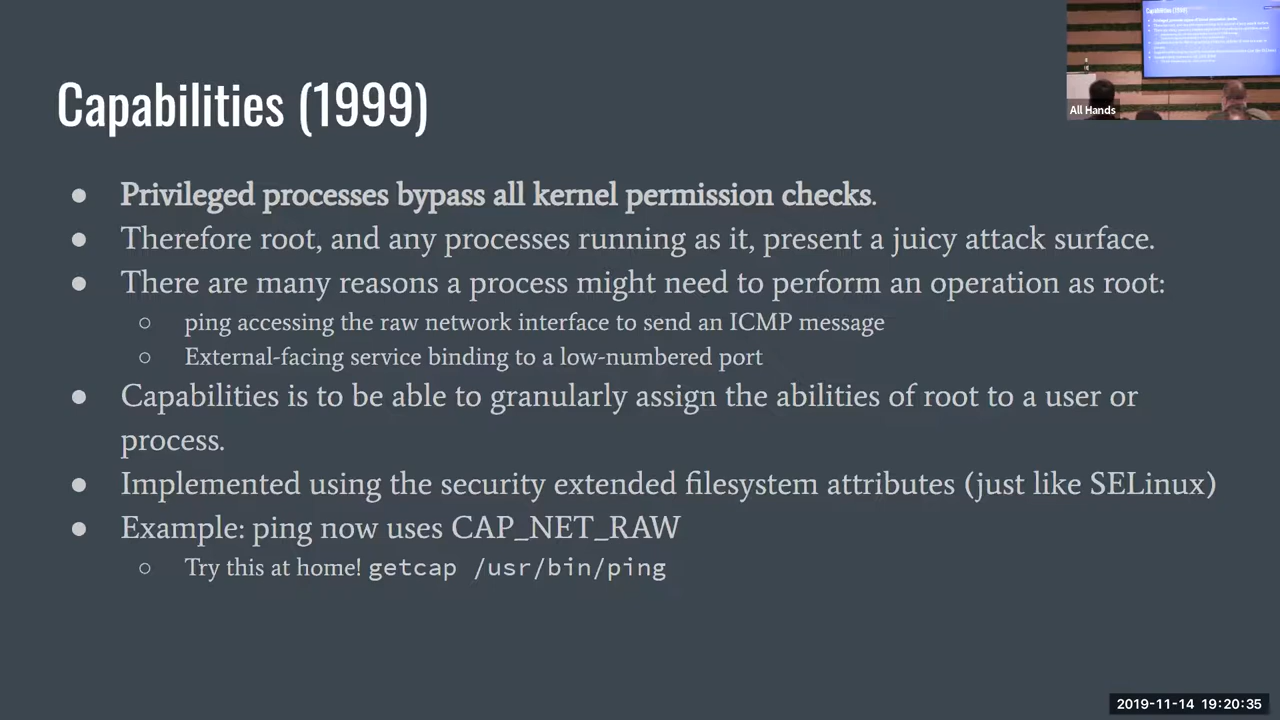 Capabilities (1999)
● Privileged processes bypass all kernel permission checks.
● Therefore root, and any processes running as it, present a juicy attack surface.
● There are many reasons a process might need to perform an operation as root:
○ ping accessing the raw network interface to send an ICMP message
○ External-facing service binding to a low-numbered port
● Capabilities is to be able to granularly assign the abilities of root to a user or
process.
● Implemented using the security extended filesystem attributes (just like SELinux)
● Example: ping now uses CAP_NET_RAW
○ Try this at home! getcap /usr/bin/ping
Capabilities (1999)
All Hands
2019-11-14 19:20:35